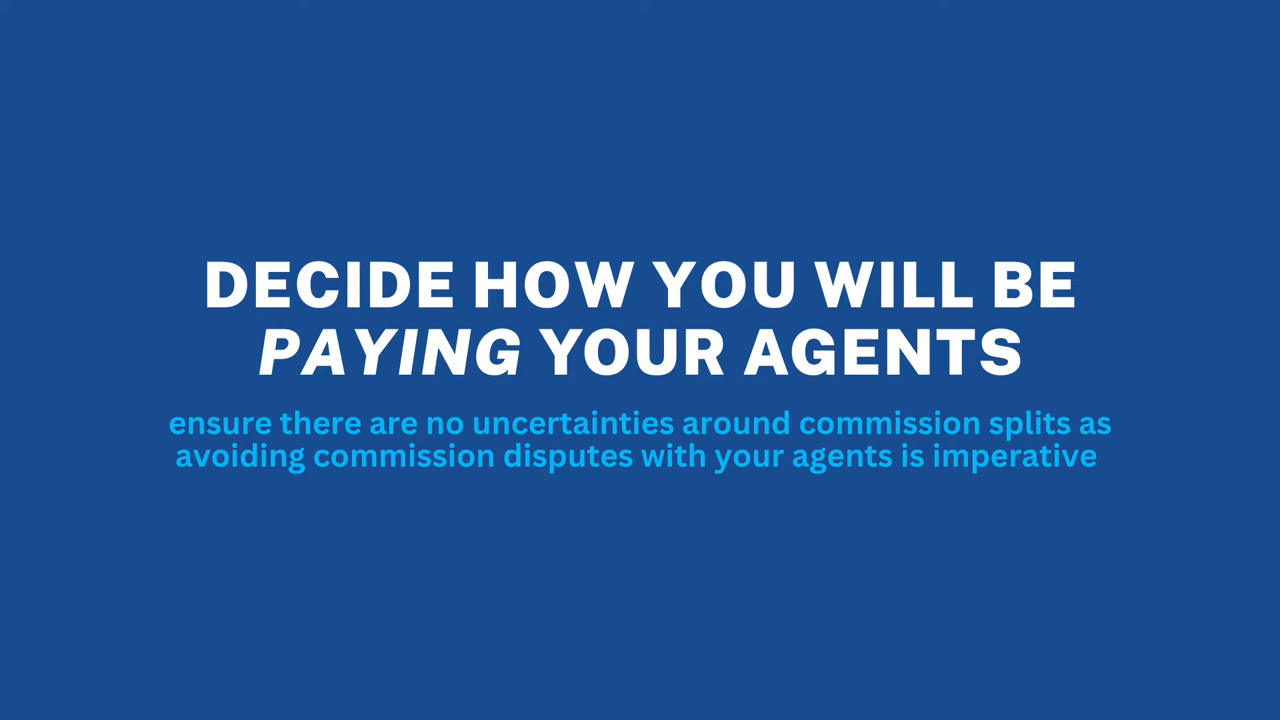 DECIDE HOW YOU WILL BE
PAYING YOUR AGENTS
ensure there are no uncertainties around commission splits as
avoiding commission disputes with your agents is imperative